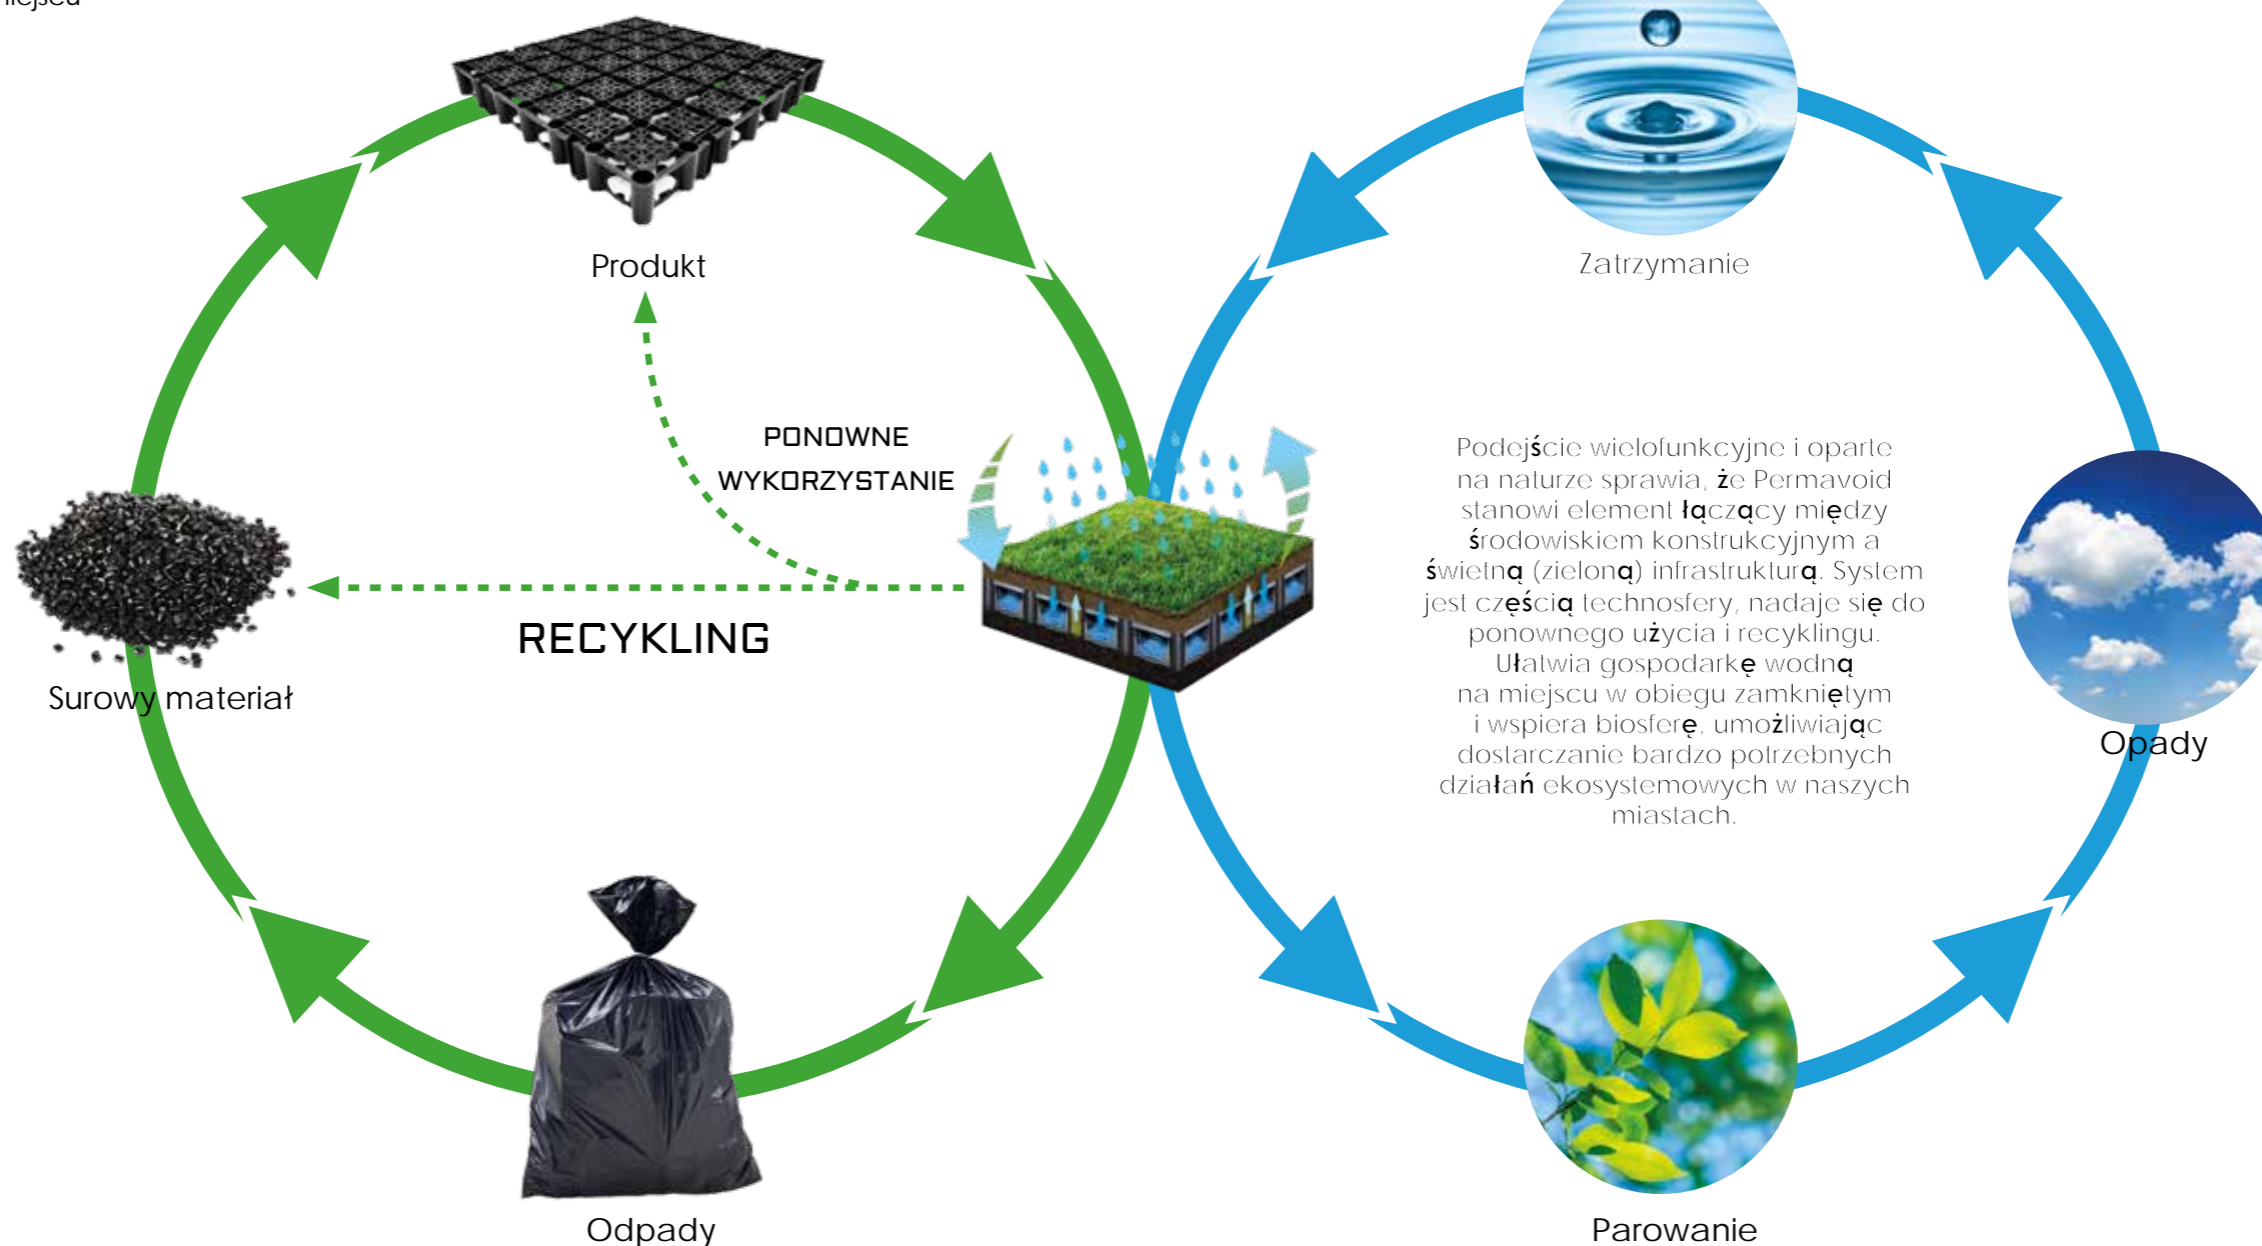 Produkt
Zatrzymanie
PONOWNE
WYKORZYSTANIE
RECYKLING
Surowy materiał
Podejście wielofunkcyjne i oparte
na naturze sprawia, że Permavoid
stanowi element łączący między
środowiskiem konstrukcyjnym a
świetną (zieloną) infrastrukturą. System
jest częścią technosfery, nadaje się do
ponownego użycia i recyklingu.
Ułatwia gospodarkę wodną
na miejscu w obiegu zamkniętym
i wspiera biosferę, umożliwiając
dostarczanie bardzo potrzebnych
działań ekosystemowych w naszych
miastach.
Opady
Odpady
Parowanie